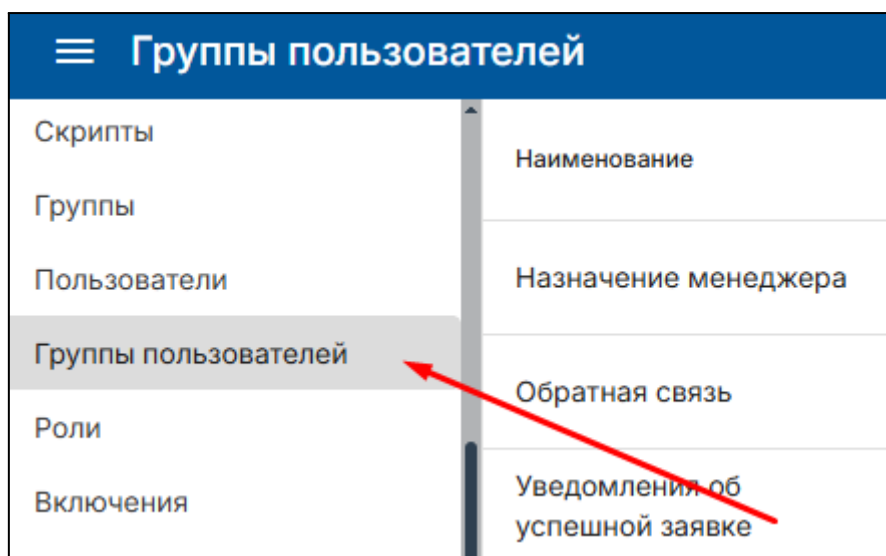 Группы пользователей
Скрипты
Группы
Пользователи
Группы пользователей
Роли
Включения
Наименование
Назначение менеджера
Обратная связь
Уведомления об
успешной заявке